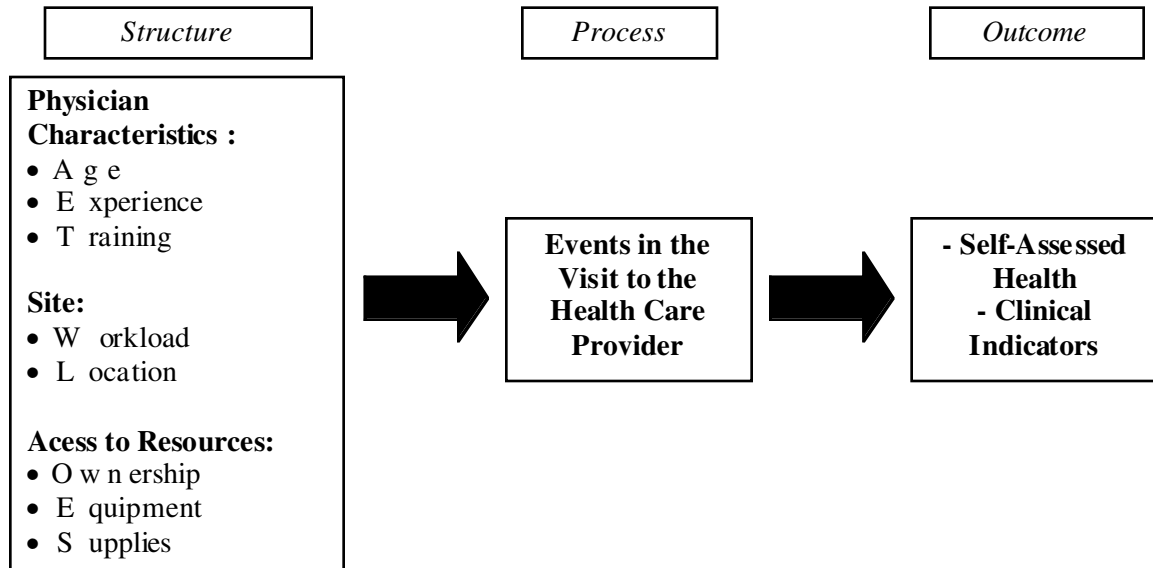 Structure
Process
Outcome
Physician
Characteristics :
• A g e
• E xperience
• T raining
Site:
• W orkload
• L ocation
Acess to Resources:
• O w n ership
• E quipment
• S upplies
Events in the
Visit to the
Health Care
Provider
- Self-Assessed
Health
- Clinical
Indicators